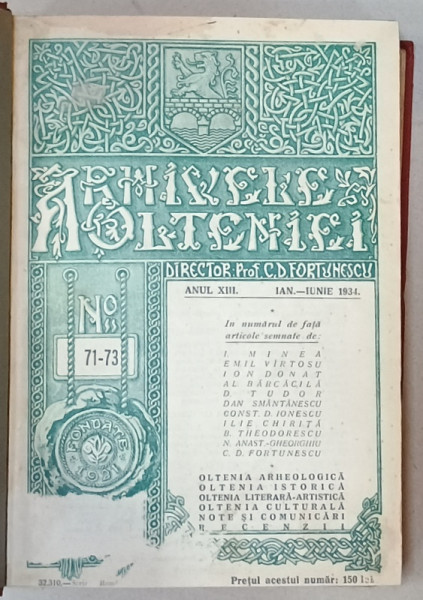 ARHIVELE
OLTENIEI
DIRECTOR: Prof. C.D. FORTUNESCU
ANUL XIII. IAN.—IUNIE 1934.
No
71-73
In numărul de față
articole semnate de:
I. MINEA
EMIL VÎRTOSU
ION DONAT
AL BĂRCĂCILĂ
D. TUDOR
DAN SMÂNTÂNESCU
CONST. D. IONESCU
ILIE CHIRIȚĂ
B. THEODORESCU
N. ANAST.-GHEORGHIU
C. D. FORTUNESCU
FONDATE
1921
OLTENIA ARHEOLOGICĂ
OLTENIA ISTORICĂ
OLTENIA LITERARĂ-ARTISTICĂ
OLTENIA CULTURALĂ
NOTE ȘI COMUNICĂRI
RECENZII
32.310.—
Prețul acestui număr: 150 lei